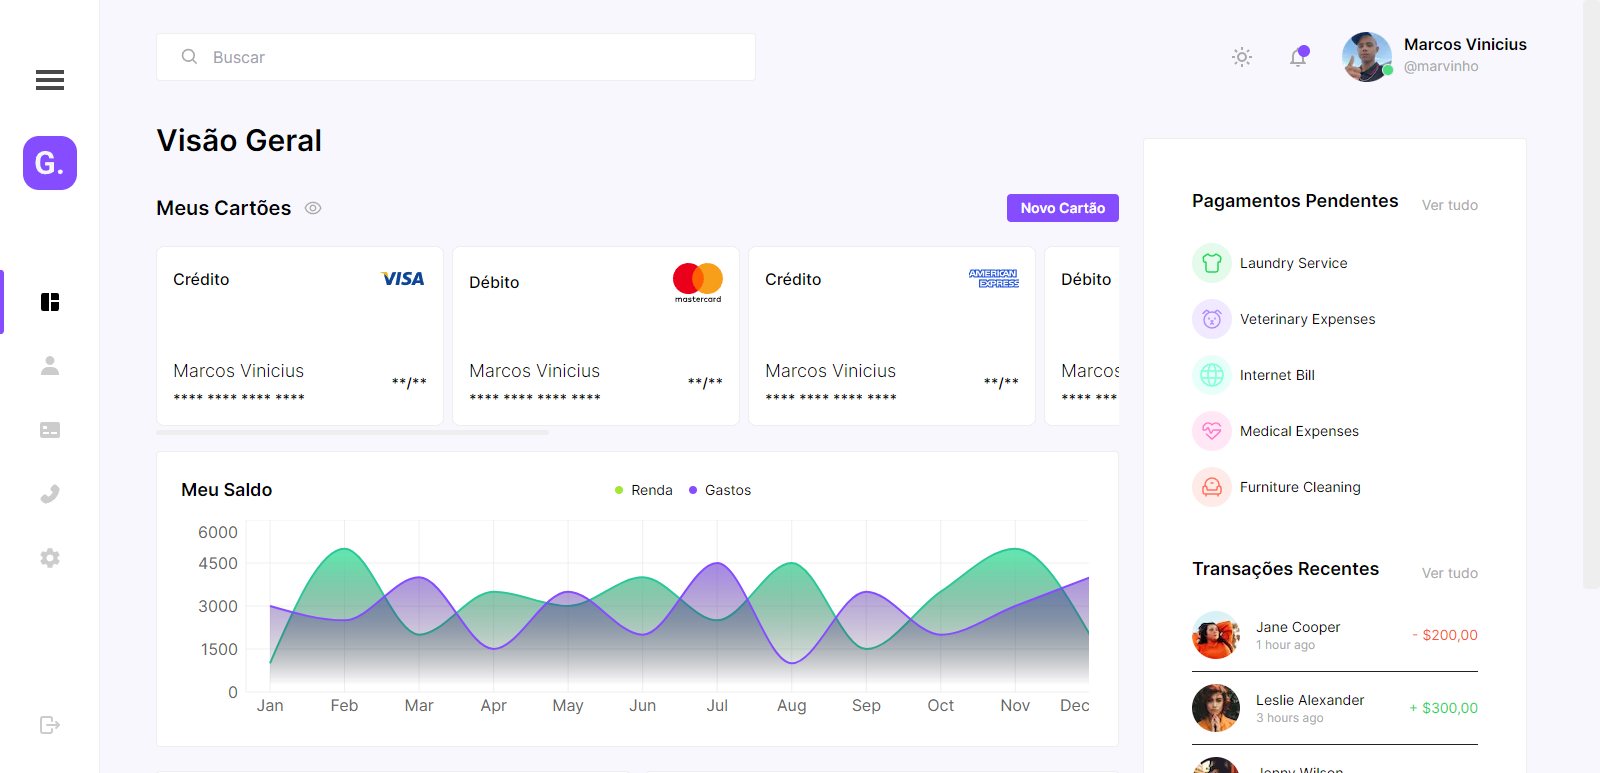 Buscar
Marcos Vinicius
@marvinho
G.
Visão Geral
Meus Cartões
Novo Cartão
Crédito
VISA
Marcos Vinicius
**** **** **** ****
**/**
Débito
mastercard
Marcos Vinicius
**** **** **** ****
**/**
Crédito
AMERICAN
EXPRESS
Marcos Vinicius
**** **** **** ****
**/**
Débito
Marcos
**** ***
Meu Saldo
Renda
Gastos
6000
4500
3000
1500
0
Jan Feb Mar Apr May Jun Jul Aug Sep Oct Nov Dec
Pagamentos Pendentes
Ver tudo
Laundry Service
Veterinary Expenses
Internet Bill
Medical Expenses
Furniture Cleaning
Transações Recentes
Ver tudo
Jane Cooper
1 hour ago
- $200,00
Leslie Alexander
3 hours ago
+ $300,00
Jenny Wilson